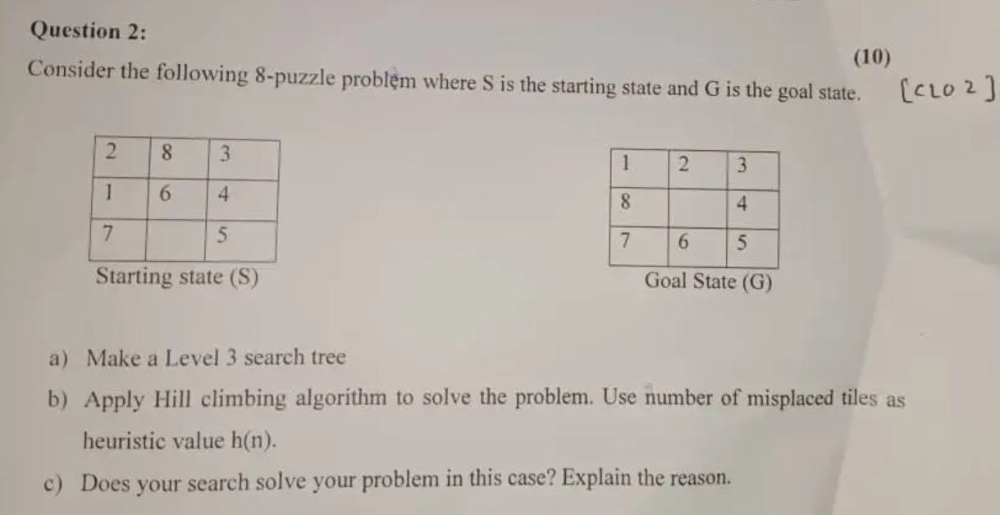 Question 2:
(10)
Consider the following 8-puzzle problem where S is the starting state and G is the goal state. [CLO 2]
2 8 3
1 6 4
7 5
Starting state (S)
1 2 3
8 4
7 6 5
Goal State (G)
a) Make a Level 3 search tree
b) Apply Hill climbing algorithm to solve the problem. Use number of misplaced tiles as
heuristic value h(n).
c) Does your search solve your problem in this case? Explain the reason.